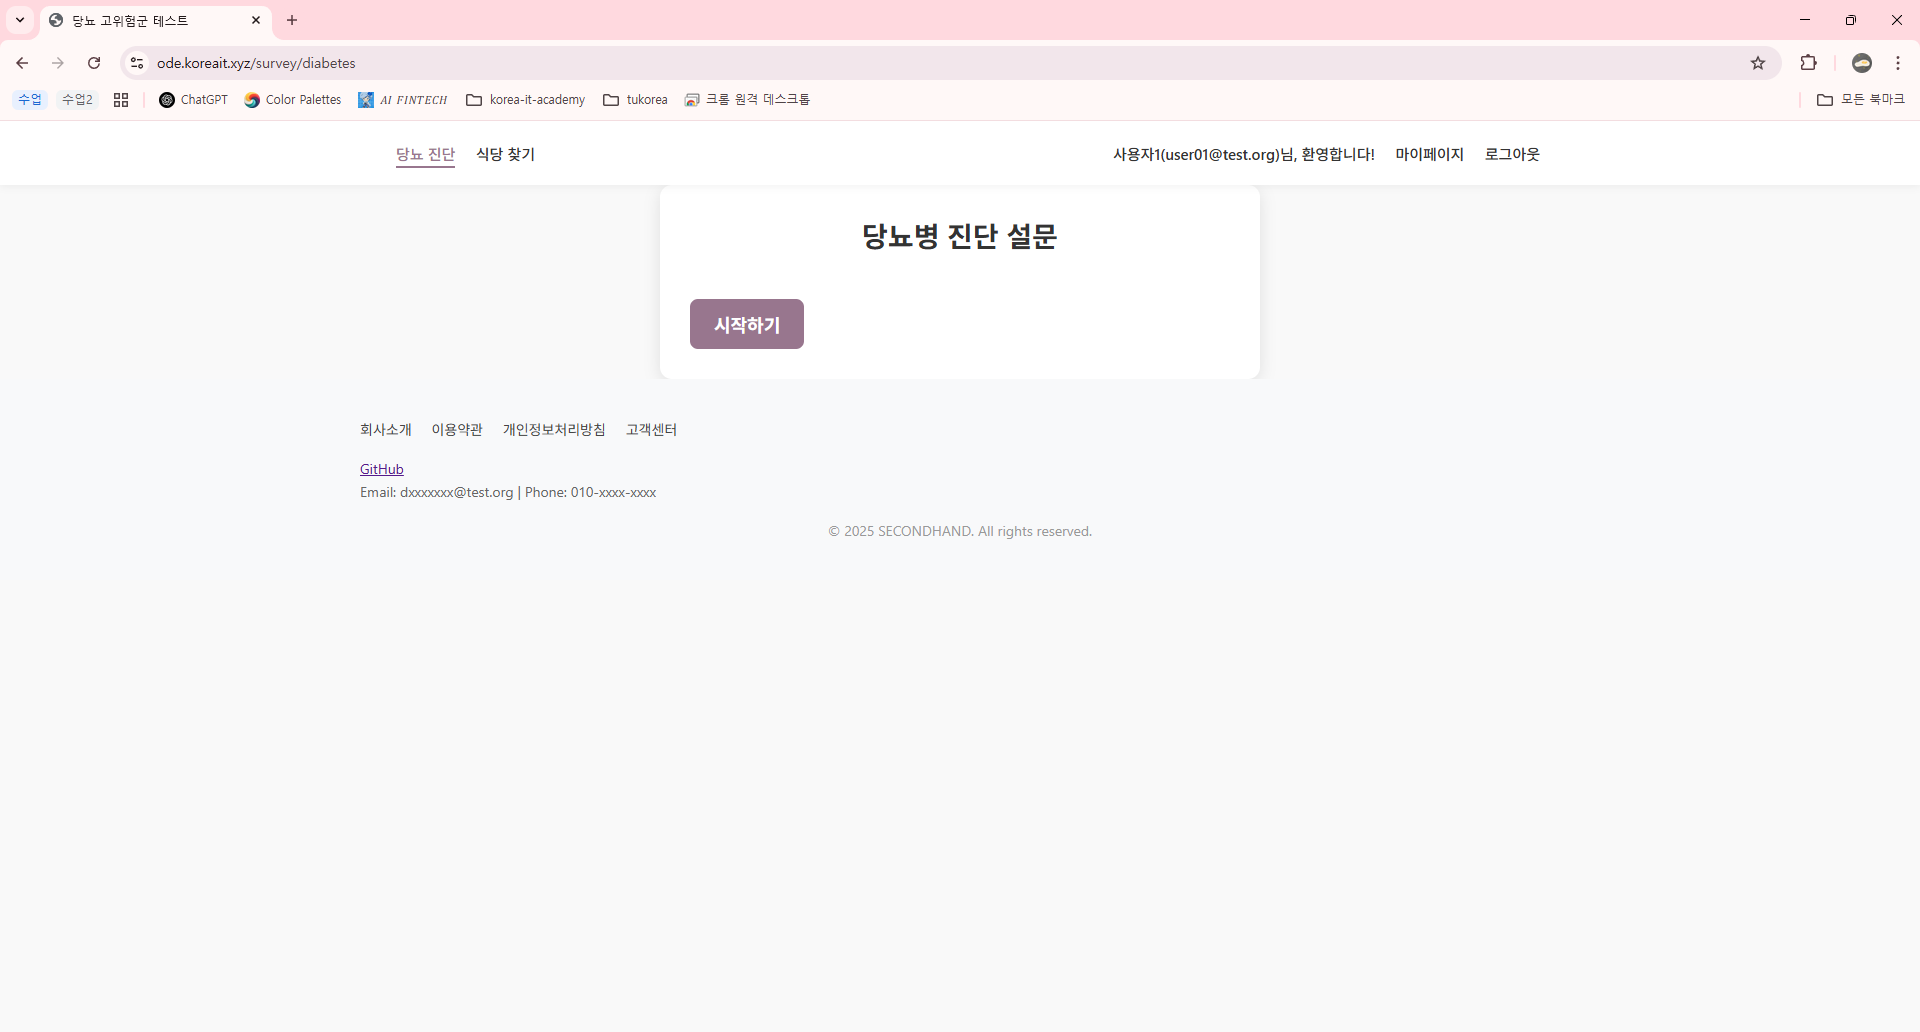 당뇨 고위험군 테스트
ode.koreait.xyz/survey/diabetes
수업 수업2 ChatGPT Color Palettes AI FINTECH korea-it-academy tukorea 크롬 원격 데스크톱 모든 북마크
당뇨 진단 식당 찾기 사용자1(user01@test.org)님, 환영합니다! 마이페이지 로그아웃
당뇨병 진단 설문
시작하기
회사소개 이용약관 개인정보처리방침 고객센터
GitHub
Email: dxxxxxxx@test.org | Phone: 010-xxxx-xxxx
© 2025 SECONDHAND. All rights reserved.